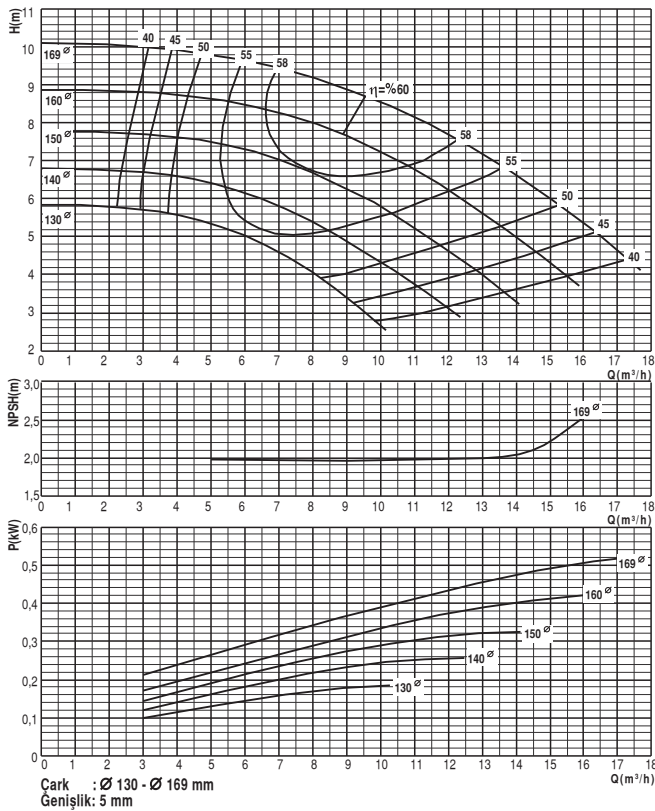 H(m)
11
10
9
8
7
6
5
4
3
2
169 ø
160 ø
150 ø
140 ø
130 ø
40
45
50
55
58
η=%60
58
55
50
45
40
0 1 2 3 4 5 6 7 8 9 10 11 12 13 14 15 16 17 18
Q(m³/h)
NPSH(m)
3,0
2,5
2,0
1,5
169 ø
0 1 2 3 4 5 6 7 8 9 10 11 12 13 14 15 16 17 18
Q(m³/h)
P(kW)
0,6
0,5
0,4
0,3
0,2
0,1
0
169 ø
160 ø
150 ø
140 ø
130 ø
0 1 2 3 4 5 6 7 8 9 10 11 12 13 14 15 16 17 18
Q(m³/h)
Çark : Ø 130 - Ø 169 mm
Genişlik: 5 mm